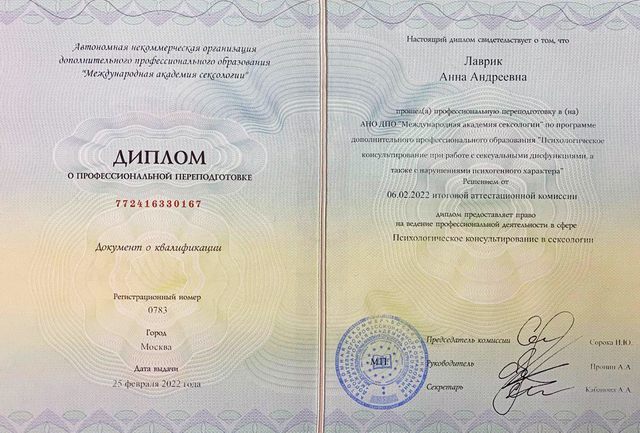 Автономная некоммерческая организация
дополнительного профессионального образования
"Международная академия сексологии"
ДИПЛОМ
О ПРОФЕССИОНАЛЬНОЙ ПЕРЕПОДГОТОВКЕ
772416330167
Документ о квалификации
Регистрационный номер
0783
Город
Москва
Дата выдачи
25 февраля 2022 года
Настоящий диплом свидетельствует о том, что
Лаврик
Анна Андреевна
прошел(а) профессиональную переподготовку в (на)
АНО ДПО "Международная академия сексологии" по программе
дополнительного профессионального образования "Психологическое
консультирование при работе с сексуальными дисфункциями, а
также с нарушениями психогенного характера"
Решением от
06.02.2022 итоговой аттестационной комиссии
диплом предоставляет право
на ведение профессиональной деятельности в сфере
Психологическое консультирование в сексологии
Председатель комиссии
Сорока Н.Ю.
Руководитель
Пронин А.А.
Секретарь